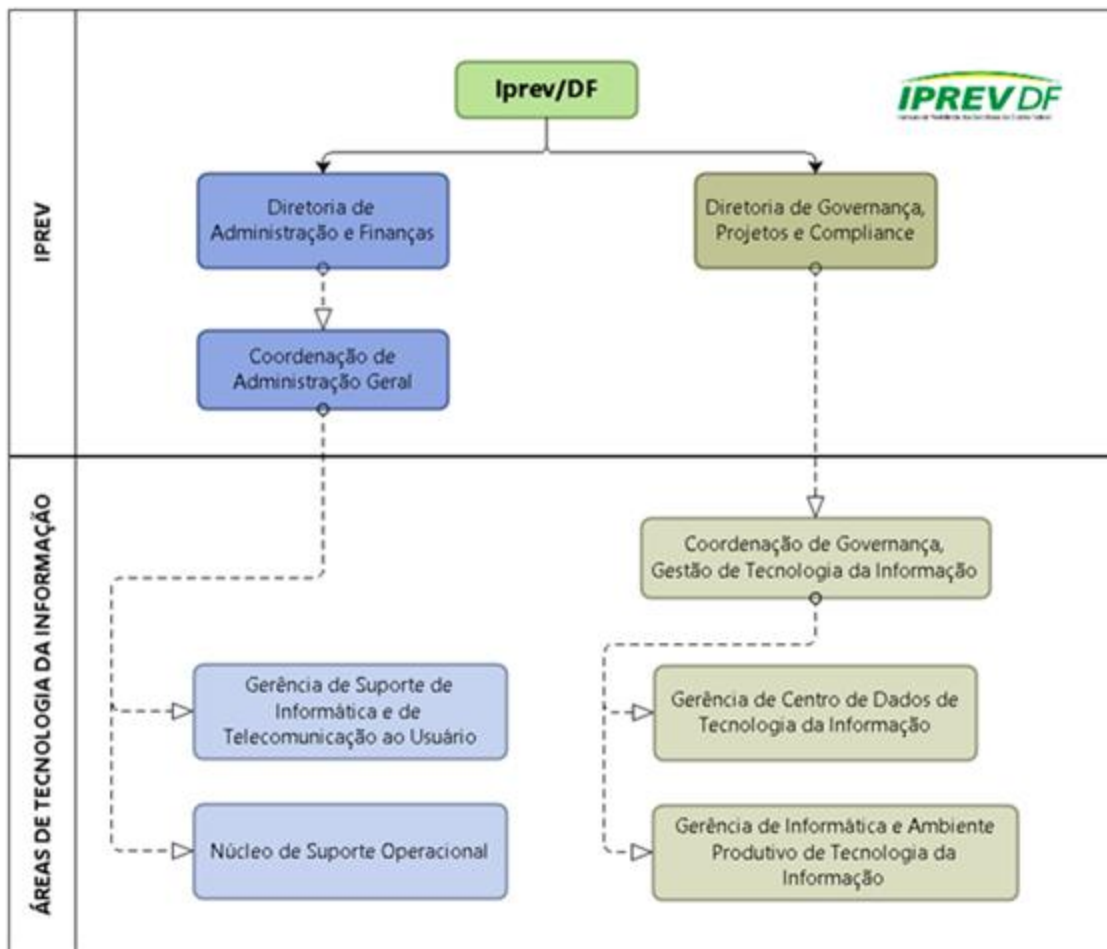 IPREV
Iprev/DF
IPREV DF
Diretoria de
Administração e Finanças
Diretoria de Governança,
Projetos e Compliance
Coordenação de
Administração Geral
ÁREAS DE TECNOLOGIA DA INFORMAÇÃO
Coordenação de Governança,
Gestão de Tecnologia da Informação
Gerência de Suporte de
Informática e de
Telecomunicação ao Usuário
Gerência de Centro de Dados de
Tecnologia da Informação
Núcleo de Suporte Operacional
Gerência de Informática e Ambiente
Produtivo de Tecnologia da
Informação